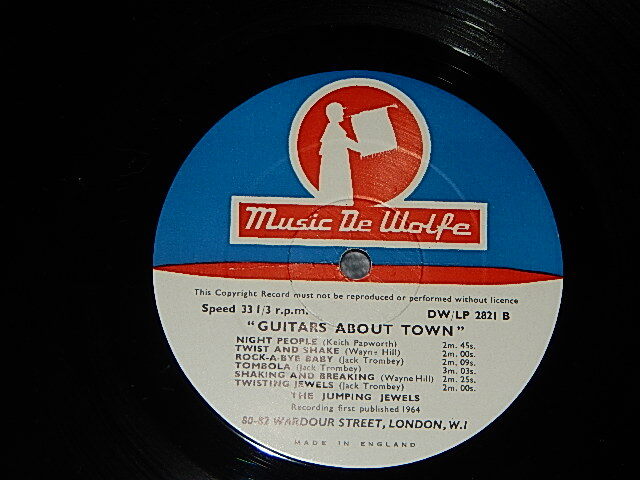 Music De Wolfe
This Copyright Record must not be reproduced or performed without licence
Speed 33 1/3 r.p.m. DW/LP 2821 B
"GUITARS ABOUT TOWN"
NIGHT PEOPLE (Keith Papworth) 2m. 45s.
TWIST AND SHAKE (Wayne Hill) 2m. 00s.
ROCK-A-BYE BABY (Jack Trombey) 2m. 09s.
TOMBOLA (Jack Trombey) 3m. 03s.
SHAKING AND BREAKING (Wayne Hill) 2m. 25s.
TWISTING JEWELS (Jack Trombey) 2m. 00s.
THE JUMPING JEWELS
Recording first published 1964
80-82 WARDOUR STREET, LONDON, W.1
MADE IN ENGLAND